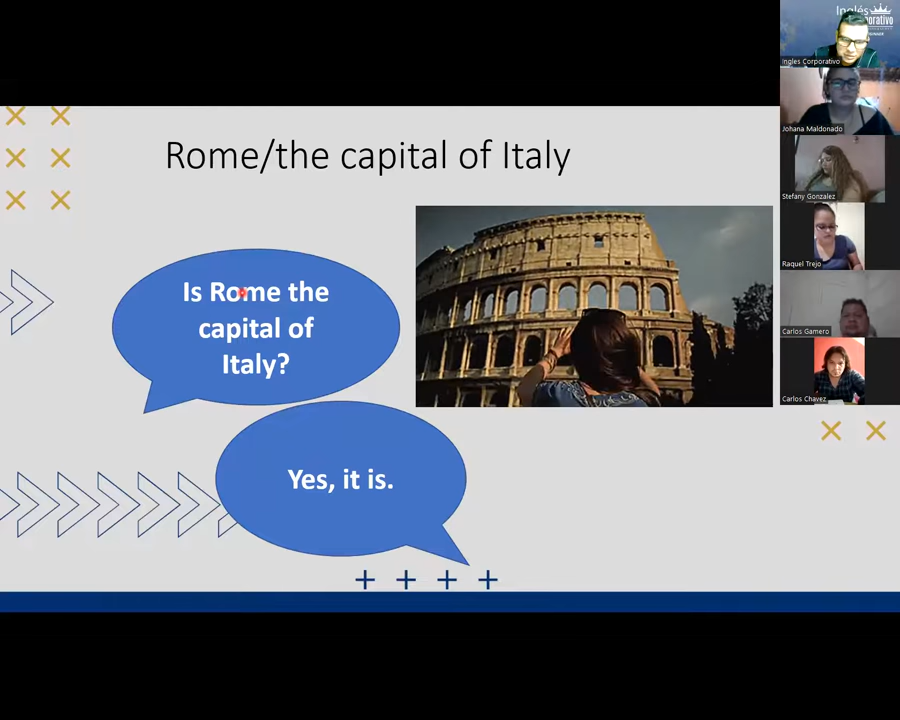 Rome/the capital of Italy
Is Rome the
capital of
Italy?
Yes, it is.
Inglés
Ingles Corporativo
Johana Maldonado
Stefany Gonzalez
Raquel Trejo
Carlos Gamero
Carlos Chavez